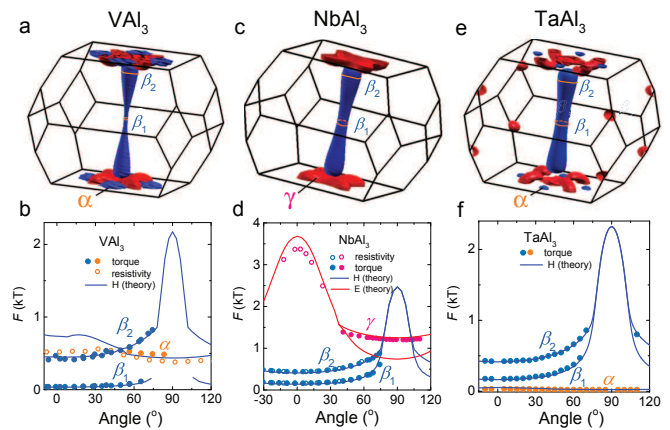 VAl3
NbAl3
TaAl3
a
c
e
β2
β1
α
β2
β1
γ
β2
β1
α
b
d
f
VAl3
torque
resistivity
H (theory)
β2
α
β1
F (kT)
0
1
2
0 30 60 90 120
Angle (°)
NbAl3
resistivity
torque
H (theory)
E (theory)
γ
β2
β1
F (kT)
0
1
2
3
4
-30 0 30 60 90 120
Angle (°)
TaAl3
torque
H (theory)
β2
β1
α
F (kT)
0
1
2
0 30 60 90 120
Angle (°)